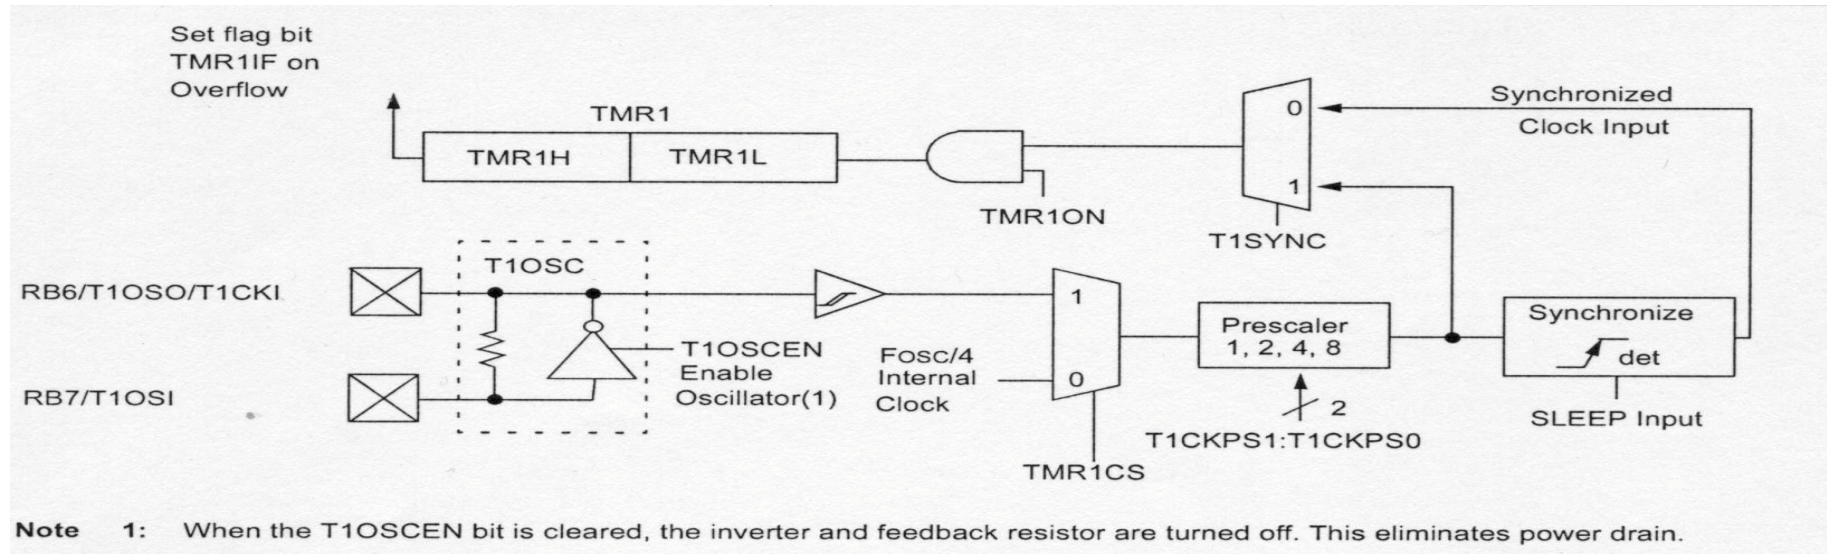 Set flag bit
TMR1IF on
Overflow
TMR1
TMR1H
TMR1L
TMR1ON
0
1
T1SYNC
Synchronized
Clock Input
RB6/T1OSO/T1CKI
T1OSC
RB7/T1OSI
T1OSCEN
Enable
Oscillator(1)
Fosc/4
Internal
Clock
1
0
TMR1CS
Prescaler
1, 2, 4, 8
2
T1CKPS1:T1CKPS0
Synchronize
det
SLEEP Input
Note 1: When the T1OSCEN bit is cleared, the inverter and feedback resistor are turned off. This eliminates power drain.